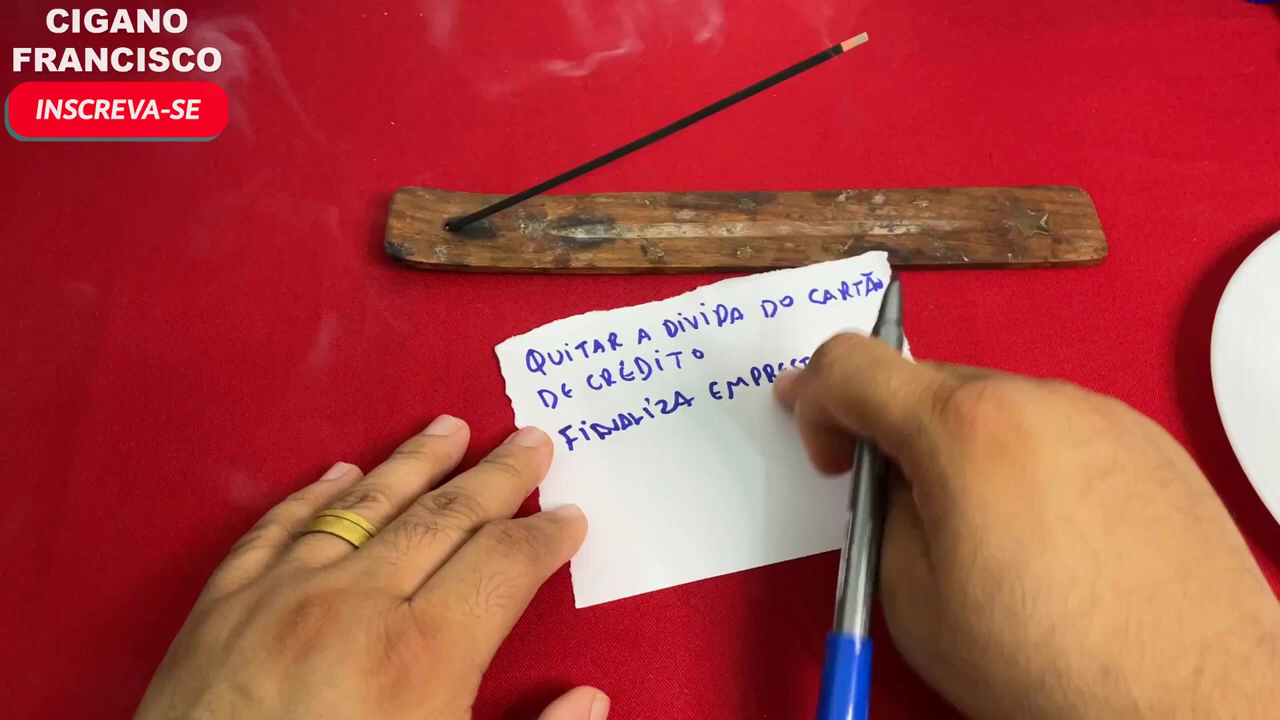 CIGANO
FRANCISCO
INSCREVA-SE
QUITAR A DIVIDA DO CARTÃO
DE CRÉDITO
FINALIZA